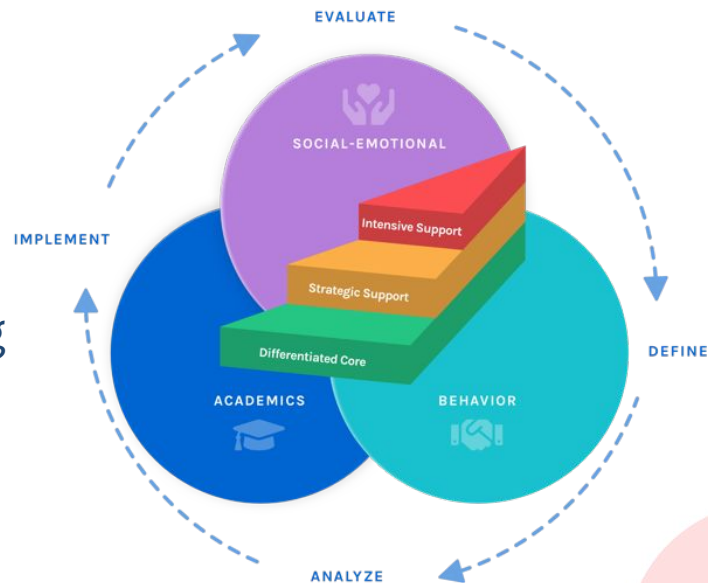 EVALUATE
SOCIAL-EMOTIONAL
Intensive Support
IMPLEMENT
Strategic Support
g
DEFINE
Differentiated Core
ACADEMICS
BEHAVIOR
ANALYZE